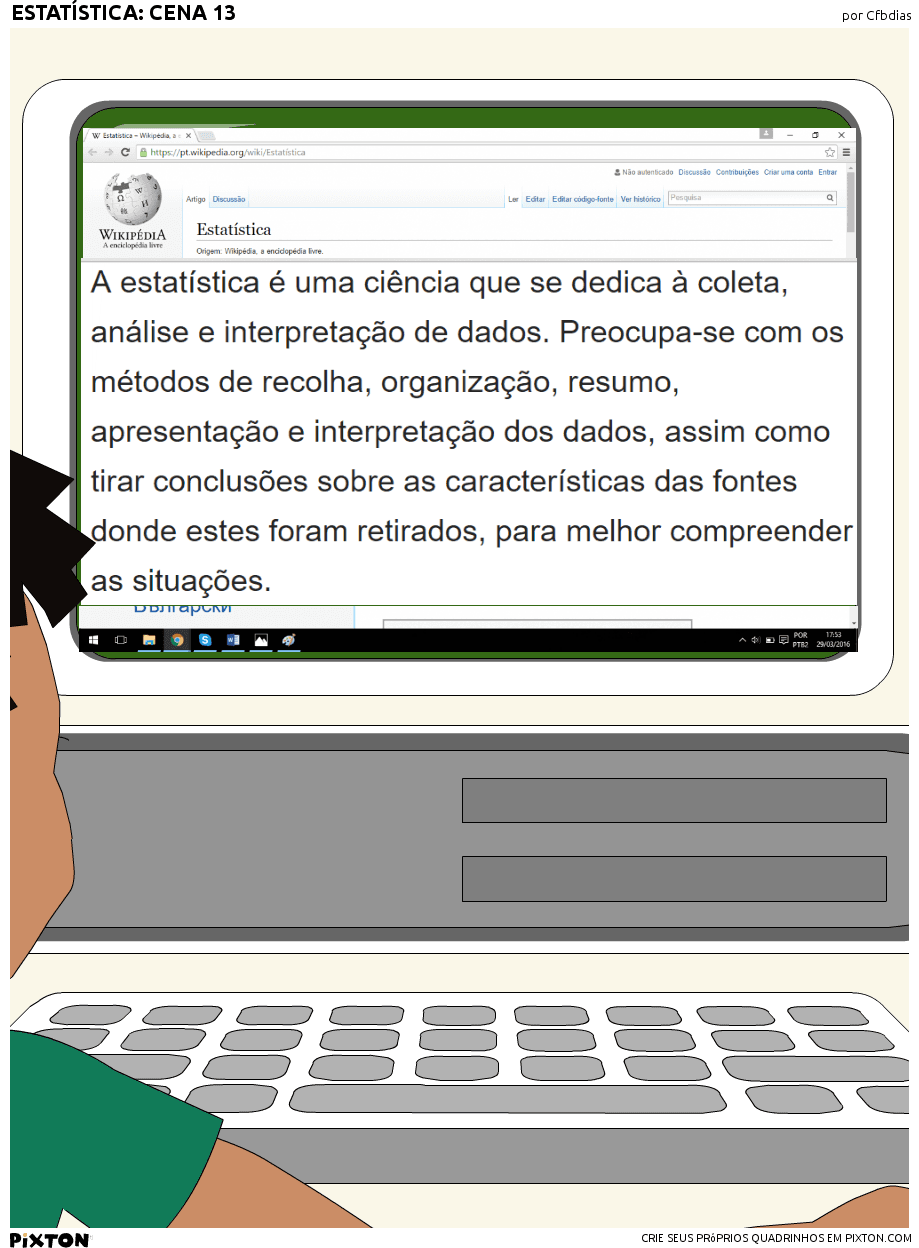 ESTATÍSTICA: CENA 13
por Cfbdias
W Estatística – Wikipédia, a e
https://pt.wikipedia.org/wiki/Estatística
Não autenticado Discussão Contribuições Criar uma conta Entrar
Artigo Discussão Ler Editar Editar código-fonte Ver histórico Pesquisa
WIKIPÉDIA
A enciclopédia livre
Estatística
Origem: Wikipédia, a enciclopédia livre.
A estatística é uma ciência que se dedica à coleta,
análise e interpretação de dados. Preocupa-se com os
métodos de recolha, organização, resumo,
apresentação e interpretação dos dados, assim como
tirar conclusões sobre as características das fontes
donde estes foram retirados, para melhor compreender
as situações.
Български
POR 17:53
PTB2 29/03/2016
PIXTON
CRIE SEUS PRÓPRIOS QUADRINHOS EM PIXTON.COM